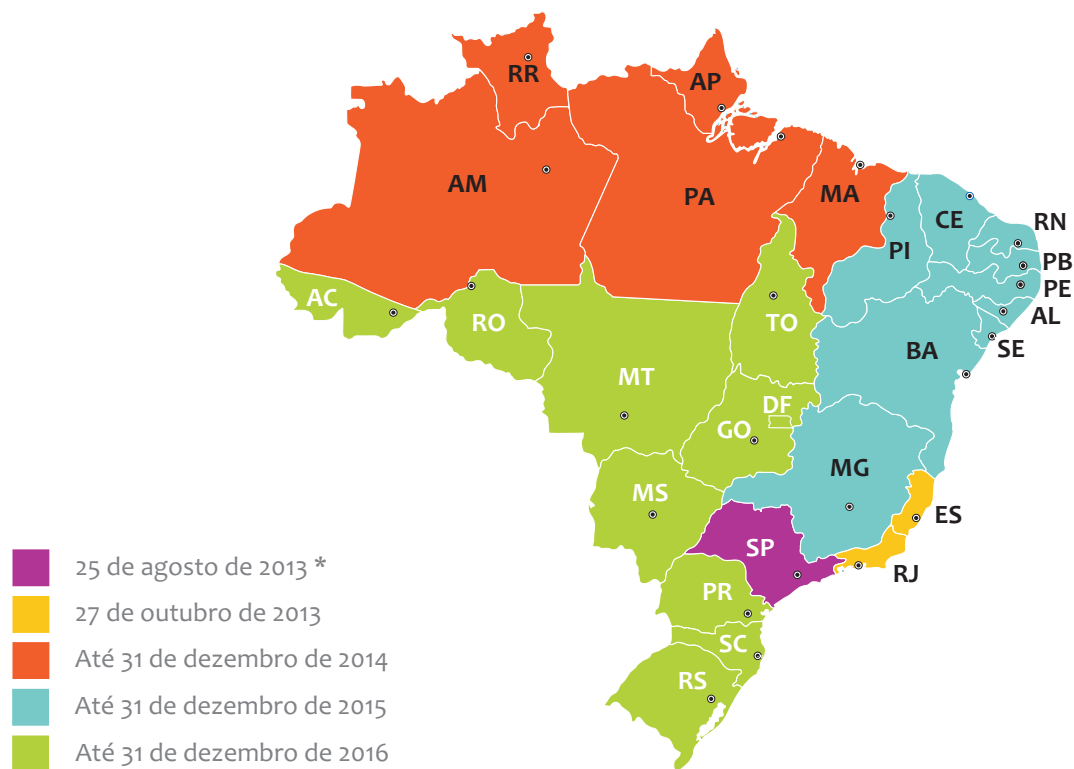 RR
AP
AM
PA
MA
CE
RN
PI
PB
PE
AC
AL
RO
TO
SE
BA
MT
DF
GO
MG
MS
ES
SP
25 de agosto de 2013 *
RJ
PR
27 de outubro de 2013
SC
Até 31 de dezembro de 2014
RS
Até 31 de dezembro de 2015
Até 31 de dezembro de 2016